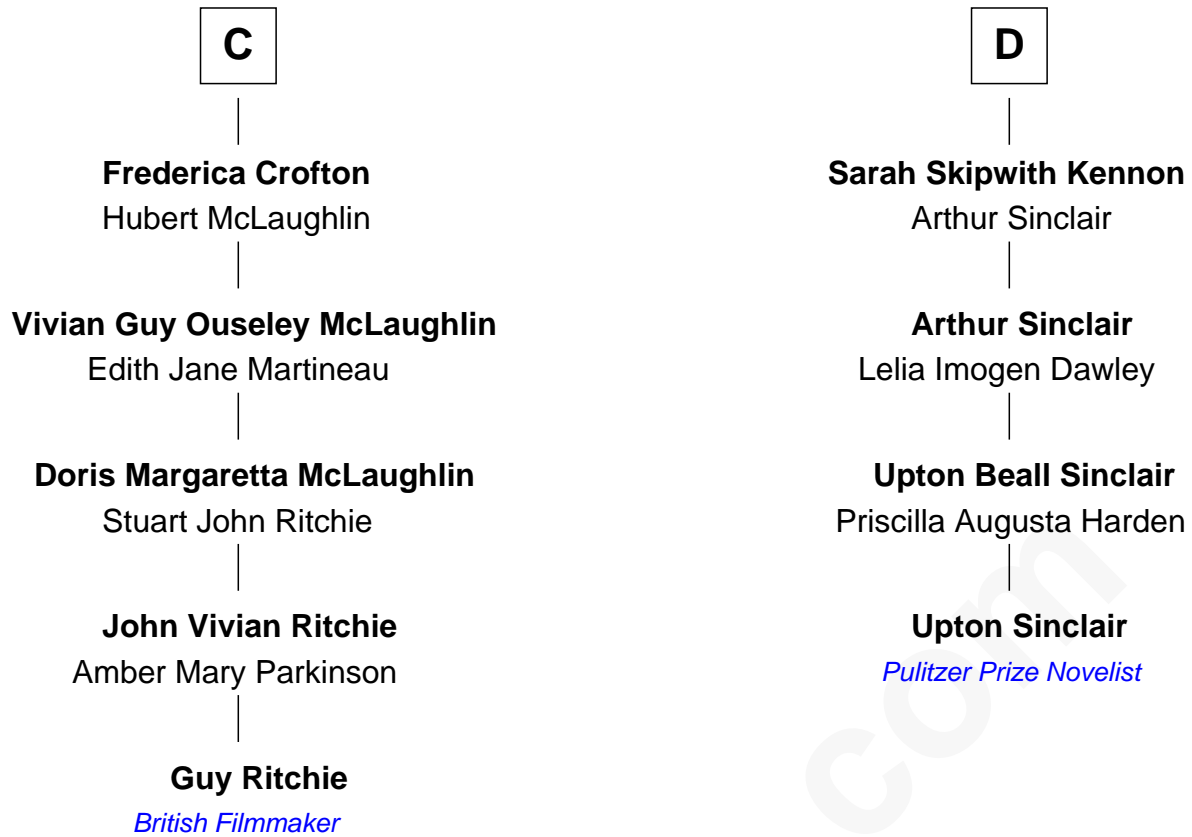 C
Frederica Crofton
Hubert McLaughlin
Vivian Guy Ouseley McLaughlin
Edith Jane Martineau
Doris Margaretta McLaughlin
Stuart John Ritchie
John Vivian Ritchie
Amber Mary Parkinson
Guy Ritchie
British Filmmaker
D
Sarah Skipwith Kennon
Arthur Sinclair
Arthur Sinclair
Lelia Imogen Dawley
Upton Beall Sinclair
Priscilla Augusta Harden
Upton Sinclair
Pulitzer Prize Novelist
com